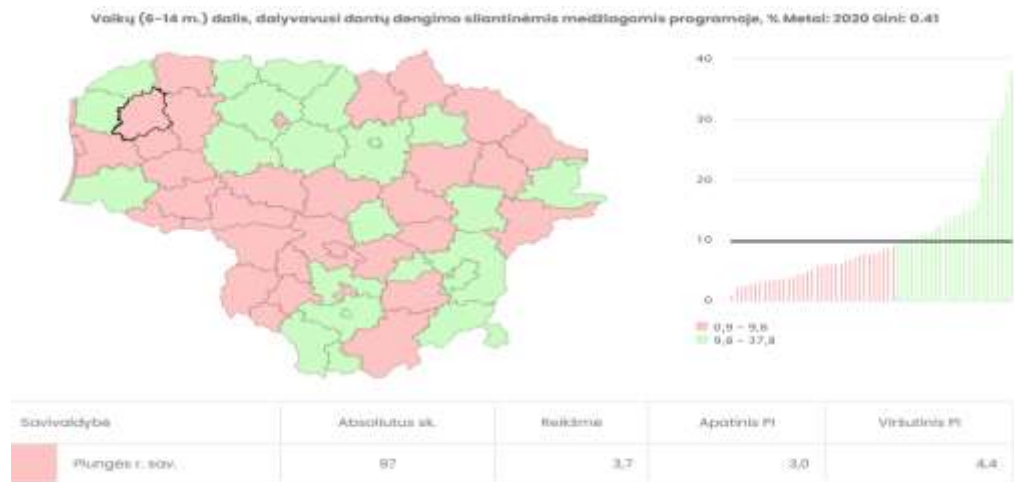 Vaikų (6-14 m.) dalis, dalyvavusi dantų dengimo silantinėmis medžiagomis programoje, % Metai: 2020 Gini: 0.41
40
30
20
10
0
0,9 - 9,8
9,8 - 37,8
Savivaldybė Absoliutus sk. Reikšmė Apatinis PI Viršutinis PI
Plungės r. sav. 97 3,7 3,0 4,4